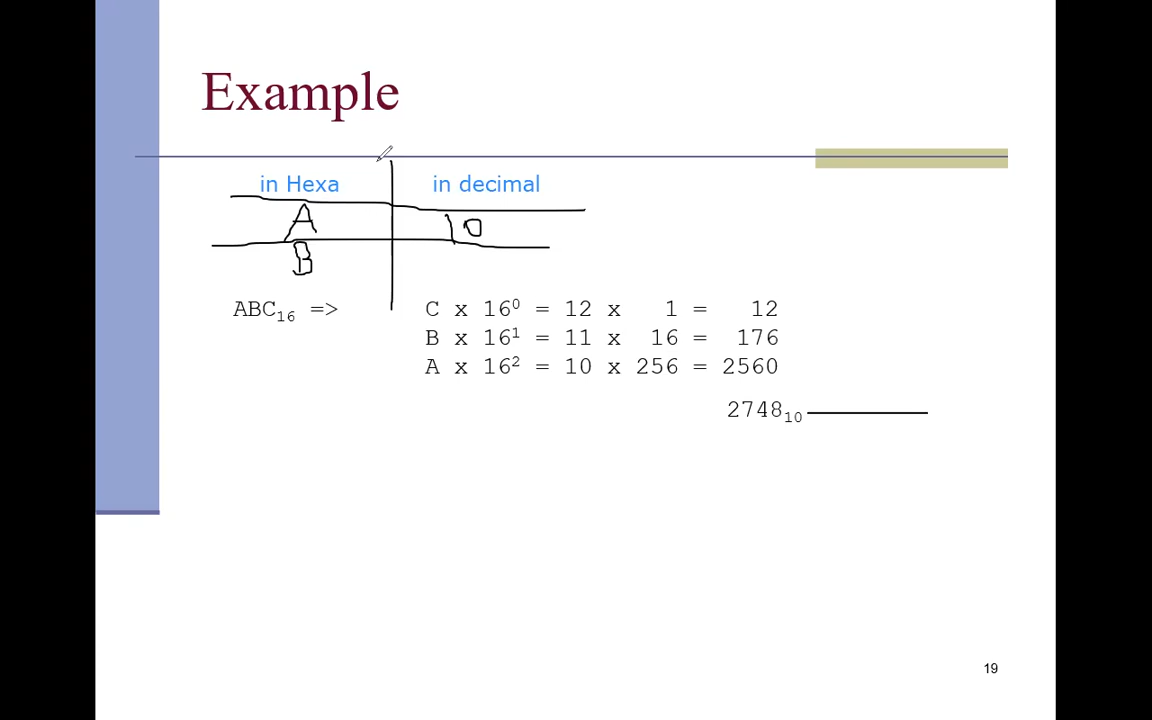 Example
in Hexa in decimal
A 10
B
ABC₁₆ => C x 16⁰ = 12 x 1 = 12
B x 16¹ = 11 x 16 = 176
A x 16² = 10 x 256 = 2560
2748₁₀
19